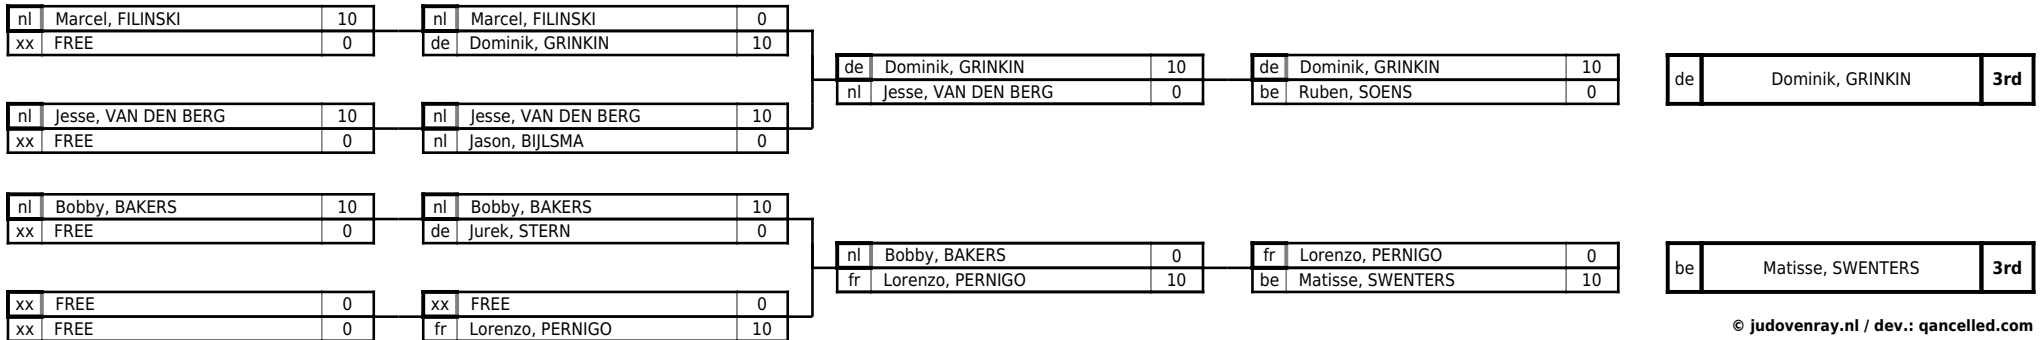 nl Marcel, FILINSKI 10
xx FREE 0
nl Jesse, VAN DEN BERG 10
xx FREE 0
nl Bobby, BAKERS 10
xx FREE 0
xx FREE 0
xx FREE 0
nl Marcel, FILINSKI 0
de Dominik, GRINKIN 10
nl Jesse, VAN DEN BERG 10
nl Jason, BIJLSMA 0
nl Bobby, BAKERS 10
de Jurek, STERN 0
xx FREE 0
fr Lorenzo, PERNIGO 10
de Dominik, GRINKIN 10
nl Jesse, VAN DEN BERG 0
nl Bobby, BAKERS 0
fr Lorenzo, PERNIGO 10
de Dominik, GRINKIN 10
be Ruben, SOENS 0
fr Lorenzo, PERNIGO 0
be Matisse, SWENTERS 10
de Dominik, GRINKIN 3rd
be Matisse, SWENTERS 3rd
© judovenray.nl / dev.: qancelled.com